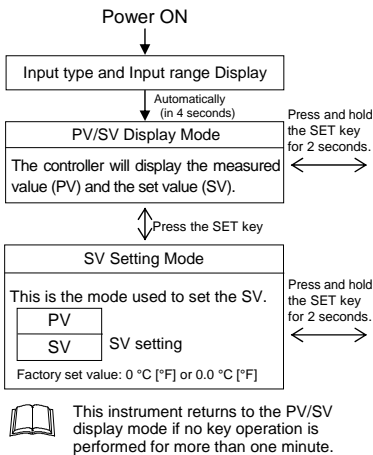 Power ON
Input type and Input range Display
Automatically
(in 4 seconds)
PV/SV Display Mode
The controller will display the measured
value (PV) and the set value (SV).
Press and hold
the SET key
for 2 seconds.
Press the SET key
SV Setting Mode
This is the mode used to set the SV.
PV
SV
SV setting
Factory set value: 0 °C [°F] or 0.0 °C [°F]
Press and hold
the SET key
for 2 seconds.
This instrument returns to the PV/SV
display mode if no key operation is
performed for more than one minute.